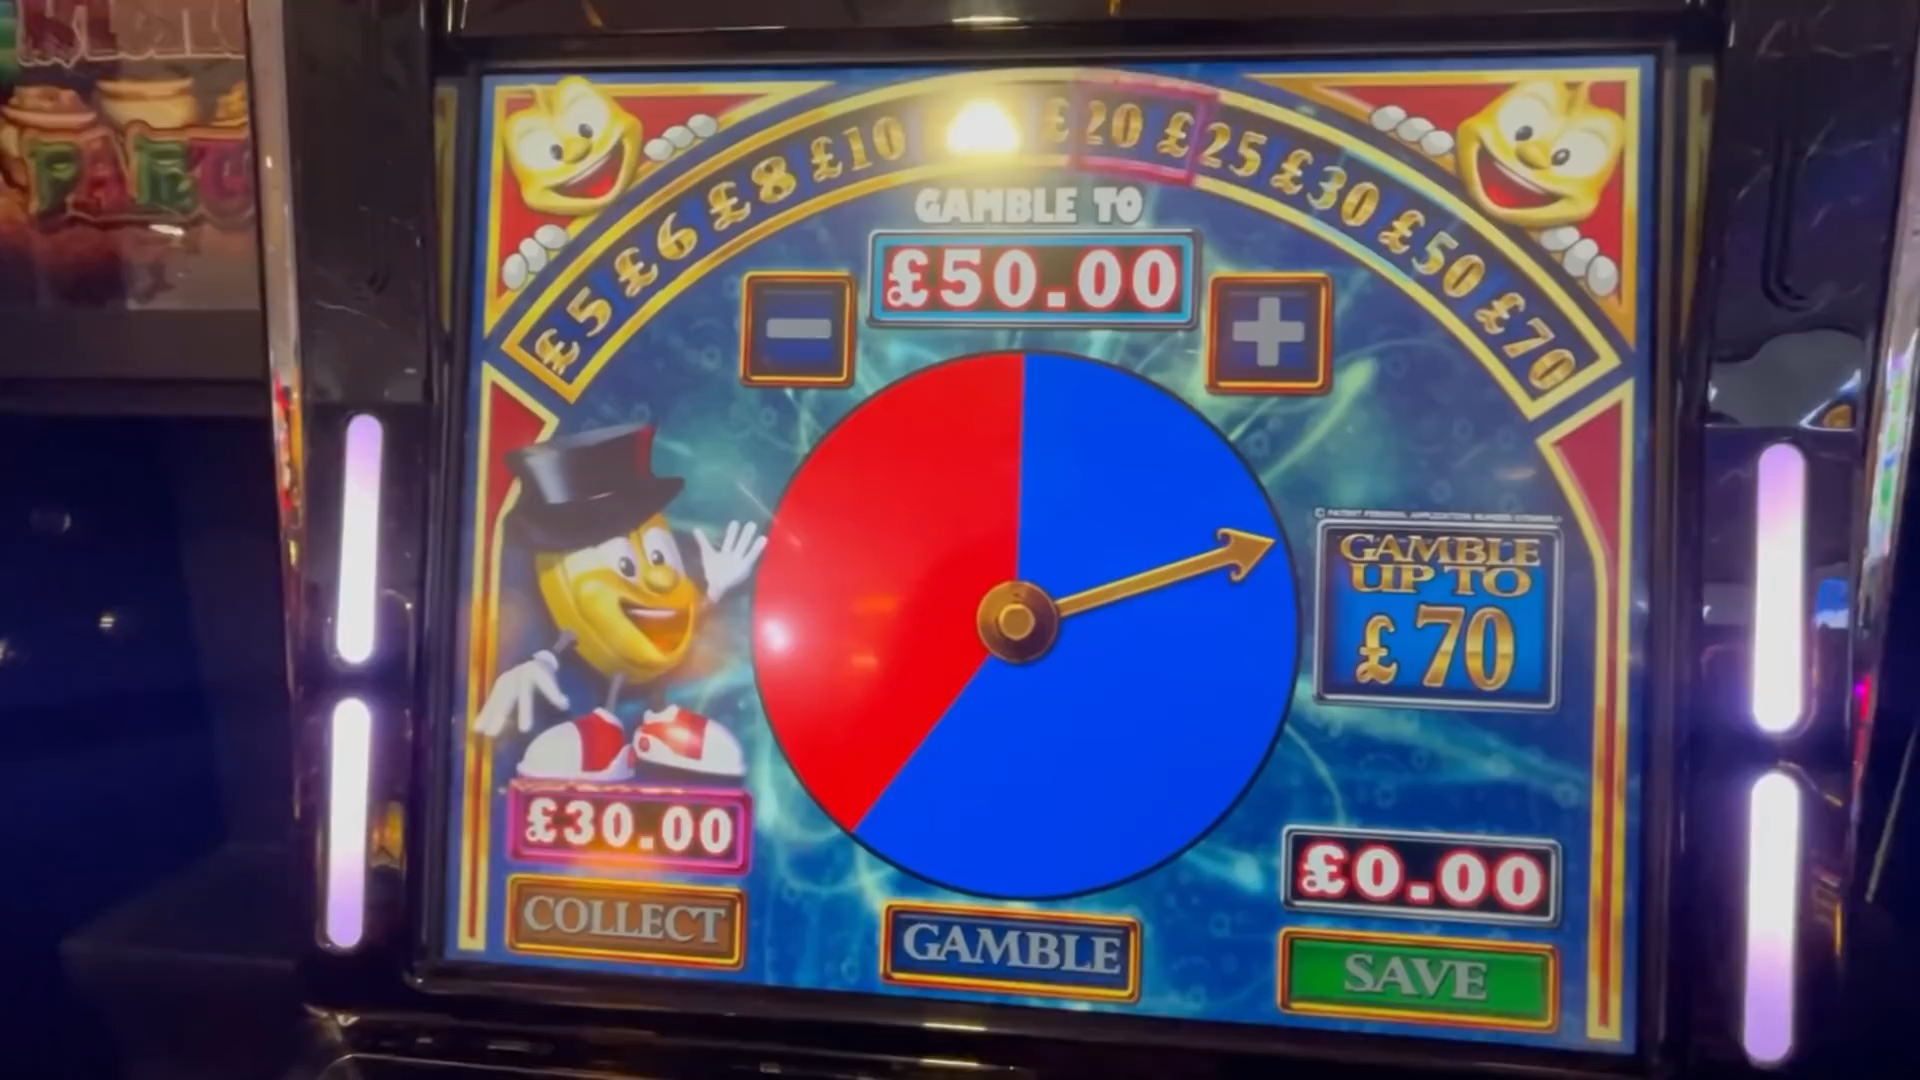 £5 £6 £8 £10 £20 £25 £30 £50 £70
GAMBLE TO
£50.00
GAMBLE
UP TO
£70
£30.00
£0.00
COLLECT
GAMBLE
SAVE